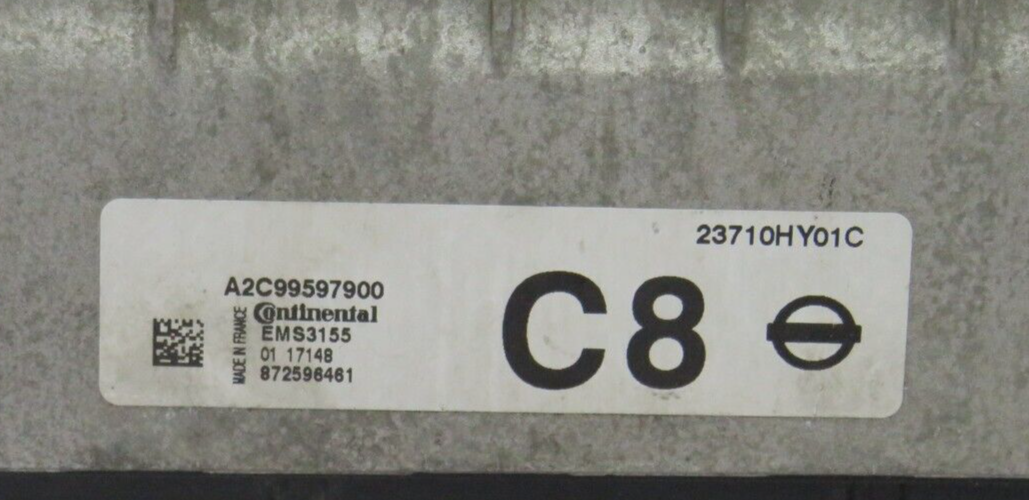 23710HY01C
A2C99597900
Continental
EMS3155
01 17148
872596461
MADE IN FRANCE
C8